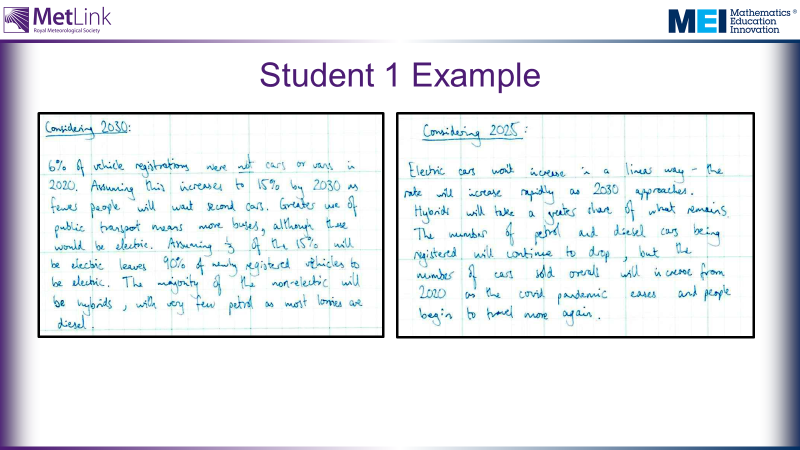 MetLink
Royal Meteorological Society
MEI Mathematics
Education
Innovation
Student 1 Example
Considering 2030:
6% of vehicle registrations were not cars or vans in
2020. Assuming this increases to 15% by 2030 as
fewer people will want second cars. Greater use of
public transport means more buses, although these
would be electric. Assuming ⅓ of the 15% will
be electric leaves 90% of newly registered vehicles to
be electric. The majority of the non-electric will
be hybrids, with very few petrol as most lorries are
diesel.
Considering 2025:
Electric cars won't increase in a linear way - the
rate will increase rapidly as 2030 approaches.
Hybrids will take a greater share of what remains.
The number of petrol and diesel cars being
registered will continue to drop, but the
number of cars sold overall will increase from
2020 as the covid pandemic eases and people
begin to travel more again.